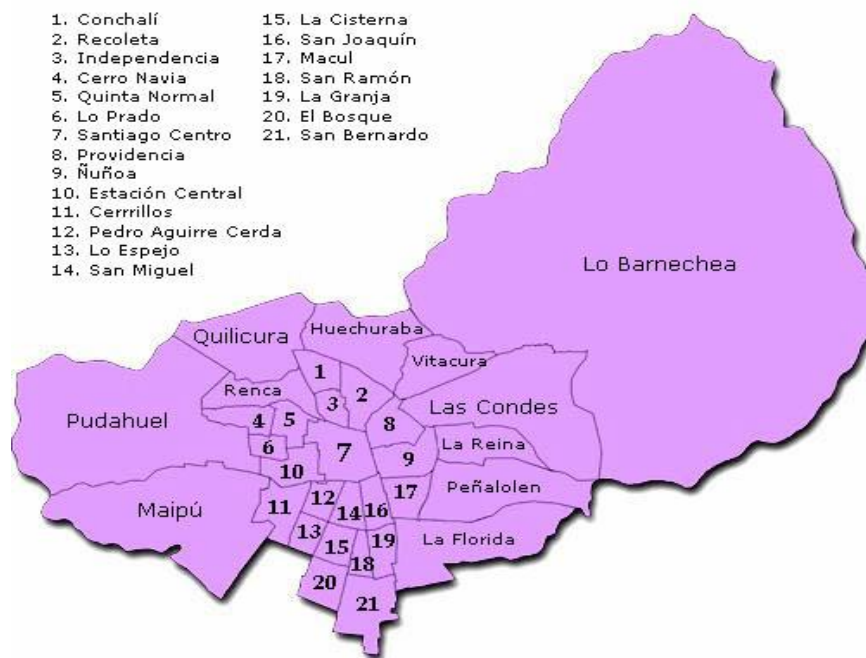 1. Conchalí
2. Recoleta
3. Independencia
4. Cerro Navia
5. Quinta Normal
6. Lo Prado
7. Santiago Centro
8. Providencia
9. Ñuñoa
10. Estación Central
11. Cerrrillos
12. Pedro Aguirre Cerda
13. Lo Espejo
14. San Miguel
15. La Cisterna
16. San Joaquín
17. Macul
18. San Ramón
19. La Granja
20. El Bosque
21. San Bernardo
Lo Barnechea
Quilicura
Huechuraba
Vitacura
Renca
Pudahuel
Las Condes
La Reina
Peñalolen
Maipú
La Florida
1
2
3
4
5
6
7
8
9
10
11
12
13
14
15
16
17
18
19
20
21